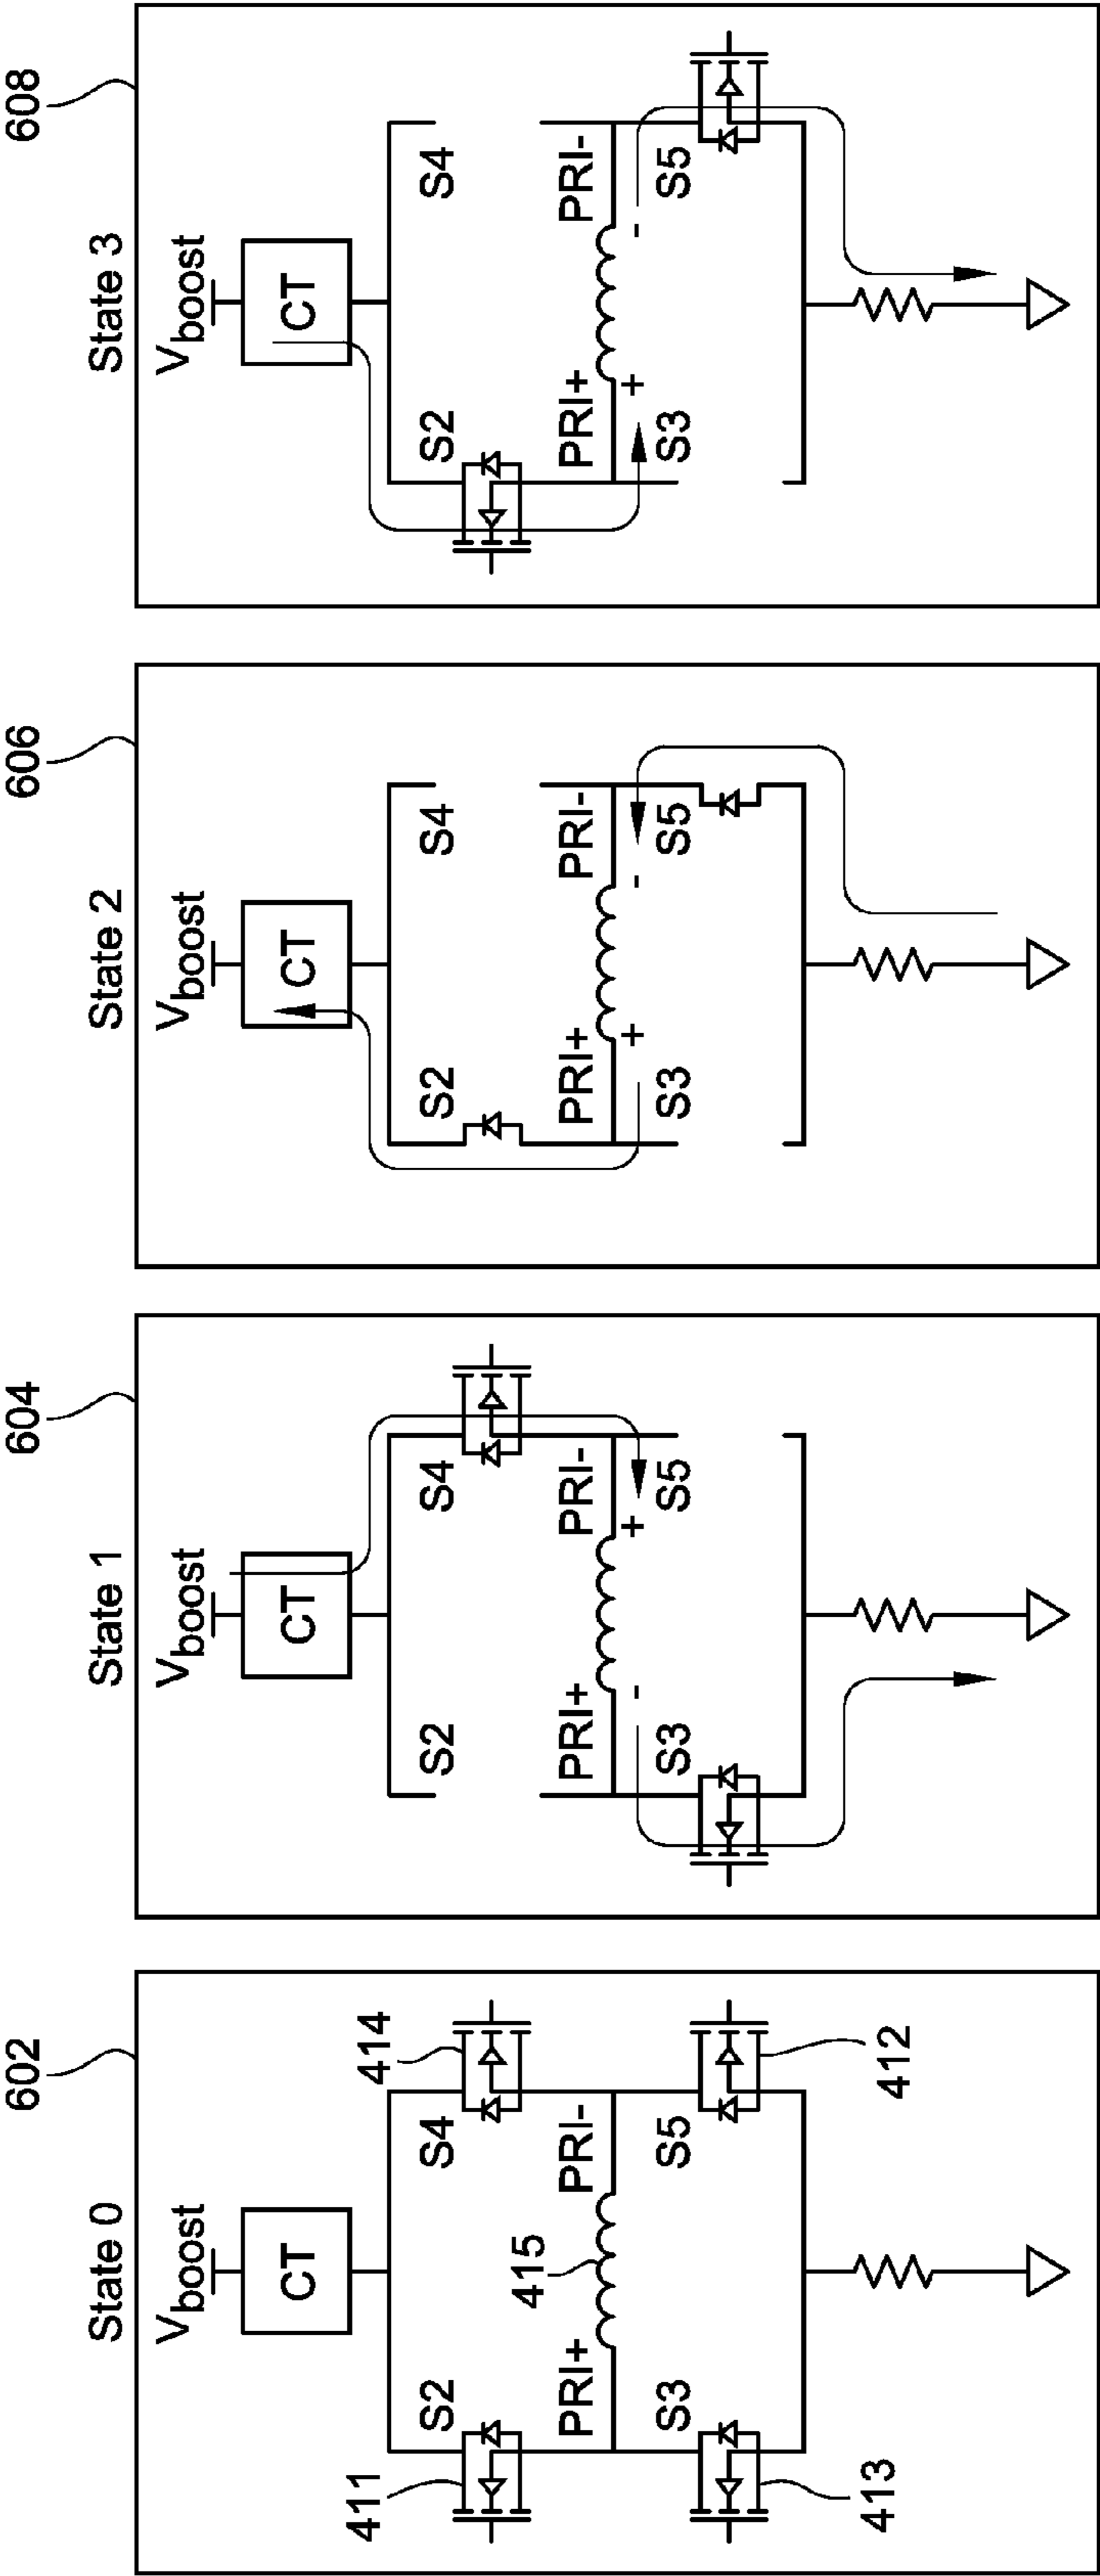 602
State 0
Vboost
CT
S2
S4
411
414
PRI+
PRI-
415
S3
S5
413
412
604
State 1
Vboost
CT
S2
S4
PRI+
PRI-
- +
S3
S5
606
State 2
Vboost
CT
S2
S4
PRI+
PRI-
+ -
S3
S5
608
State 3
Vboost
CT
S2
S4
PRI+
PRI-
+ -
S3
S5